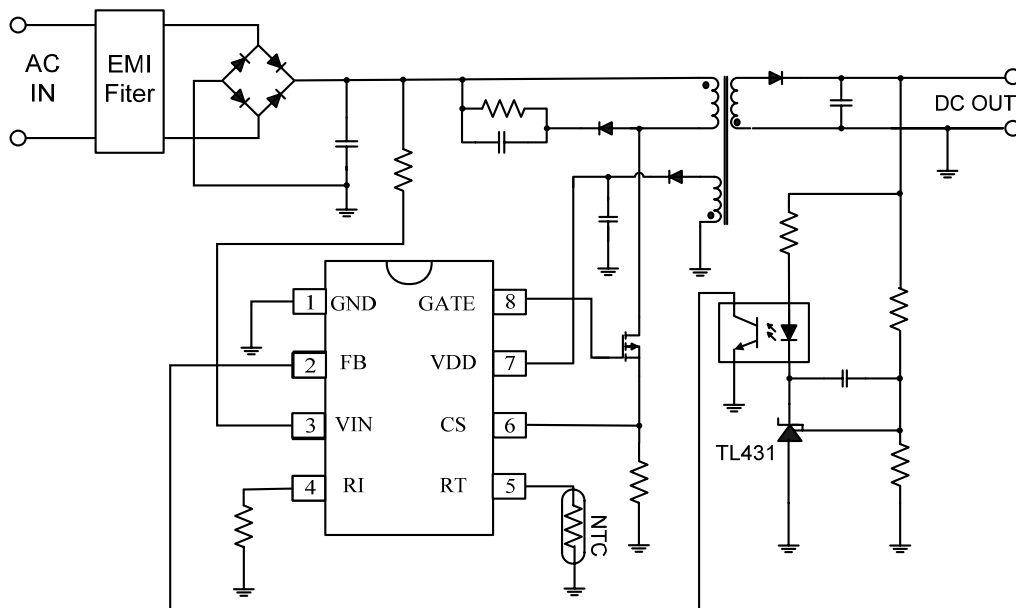 AC
IN
EMI
Fiter
DC OUT
1 GND GATE 8
2 FB VDD 7
3 VIN CS 6
4 RI RT 5
NTC
TL431